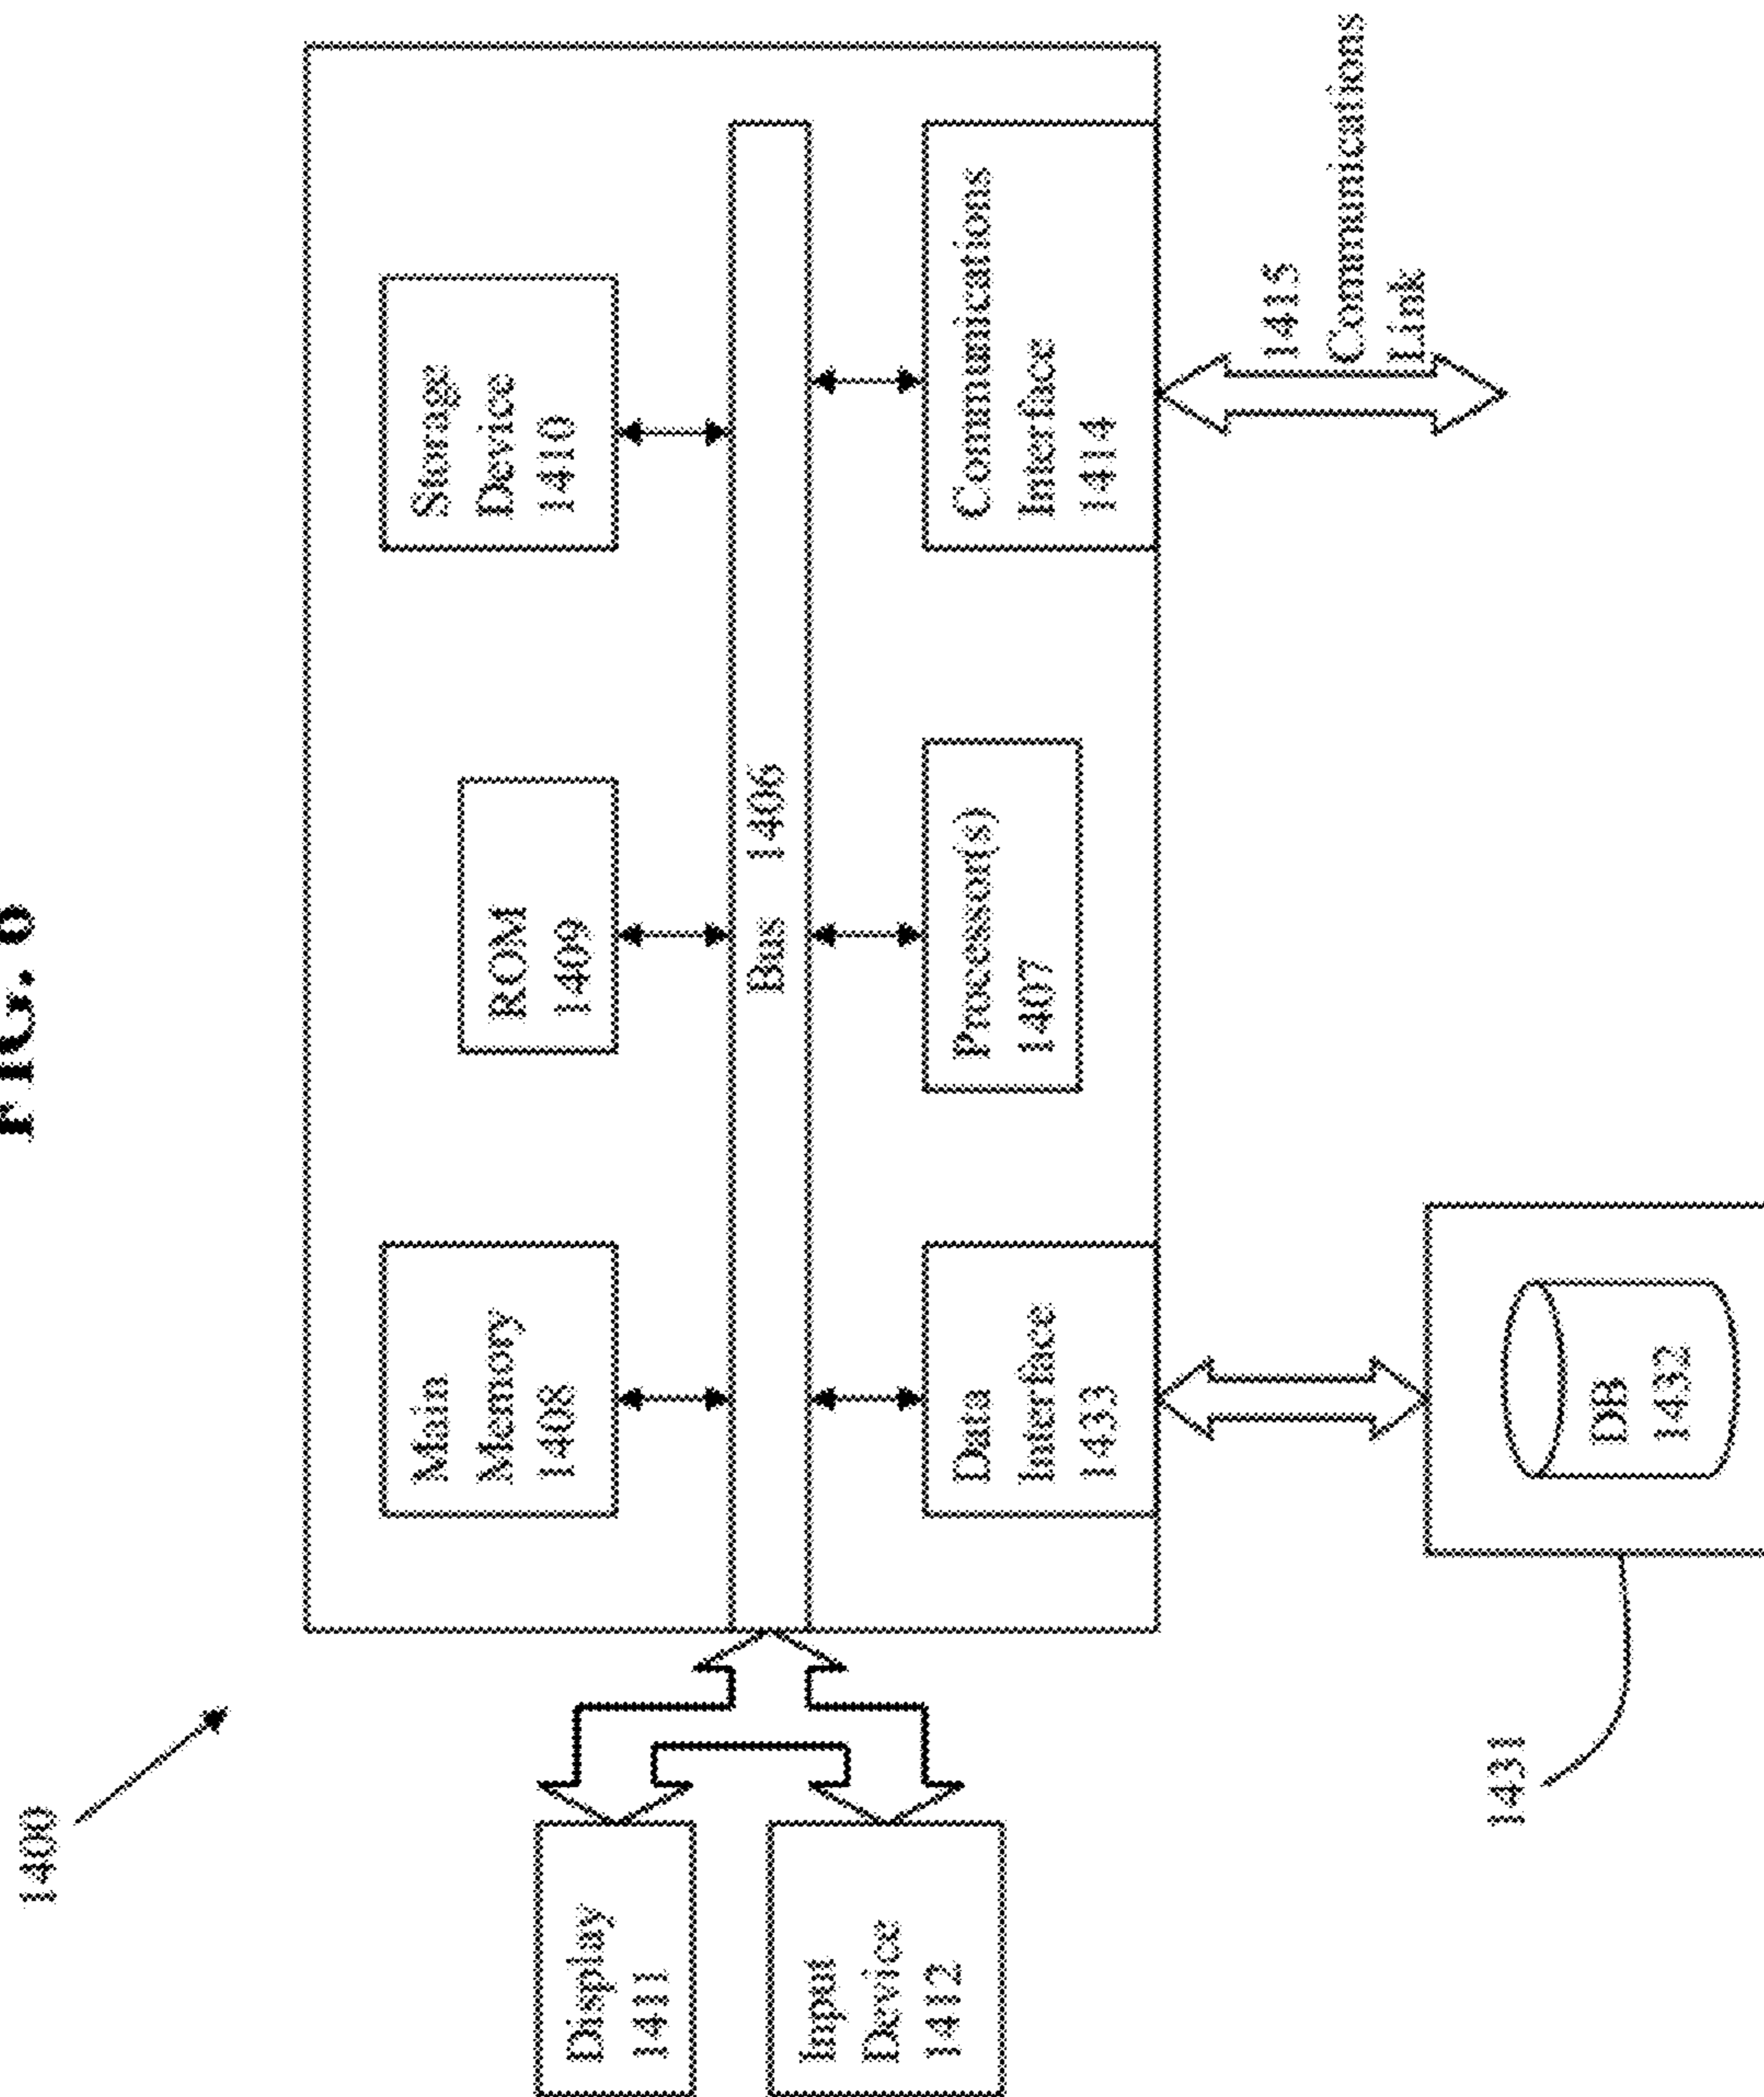 FIG.
1400
Main
Memory
1408
ROM
1409
Storage
Device
1410
Display
1411
Bus 1406
Input
Device
1412
Data
Interface
1433
Processor(s)
1407
Communications
Interface
1414
1415
Communications
Link
1431
DB
1432